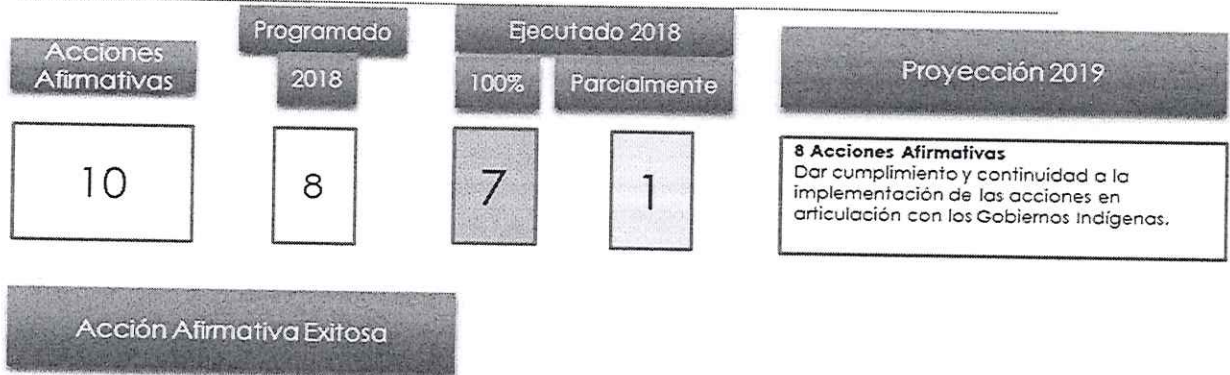 Acciones
Afirmativas
Programado
2018
Ejecutado 2018
100%
Parcialmente
Proyección 2019
10
8
7
1
8 Acciones Afirmativas
Dar cumplimiento y continuidad a la
implementación de las acciones en
articulación con los Gobiernos Indígenas.
Acción Afirmativa Exitosa